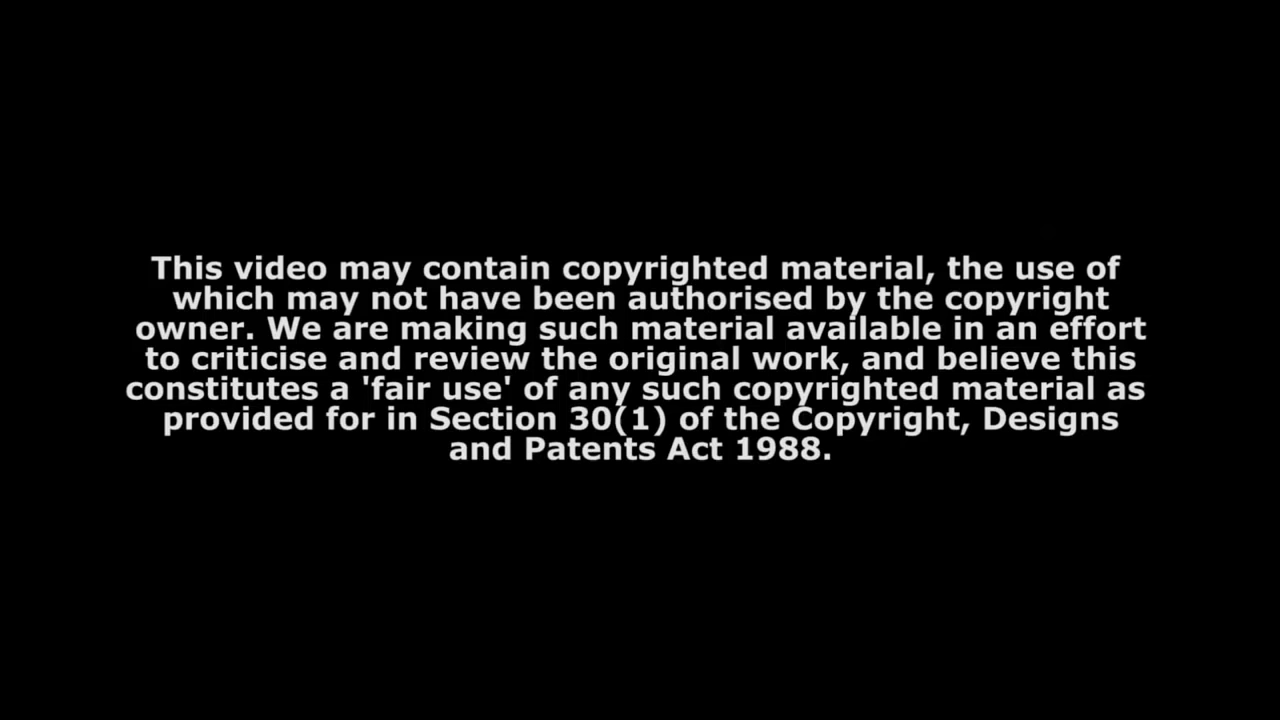 This video may contain copyrighted material, the use of
which may not have been authorised by the copyright
owner. We are making such material available in an effort
to criticise and review the original work, and believe this
constitutes a 'fair use' of any such copyrighted material as
provided for in Section 30(1) of the Copyright, Designs
and Patents Act 1988.